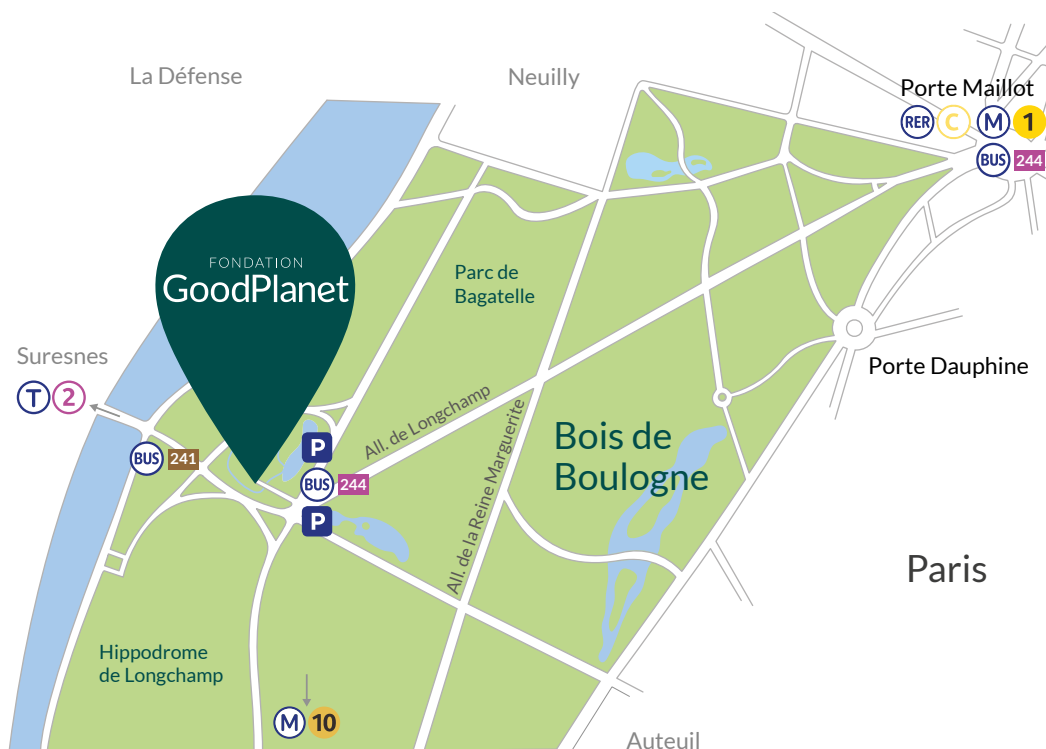 La Défense
Neuilly
Porte Maillot
RER C M 1
BUS 244
FONDATION
GoodPlanet
Parc de
Bagatelle
Suresnes
T 2
Porte Dauphine
All. de Longchamp
All. de la Reine Marguerite
Bois de
Boulogne
P
BUS 241
BUS 244
P
Paris
Hippodrome
de Longchamp
M 10
Auteuil